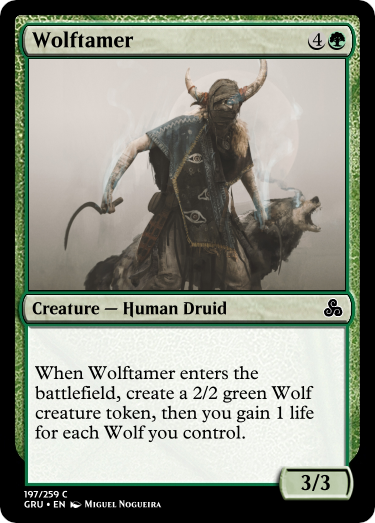 Wolftamer 4
Creature — Human Druid
When Wolftamer enters the
battlefield, create a 2/2 green Wolf
creature token, then you gain 1 life
for each Wolf you control.
3/3
197/259 C
GRU • EN Miguel Nogueira